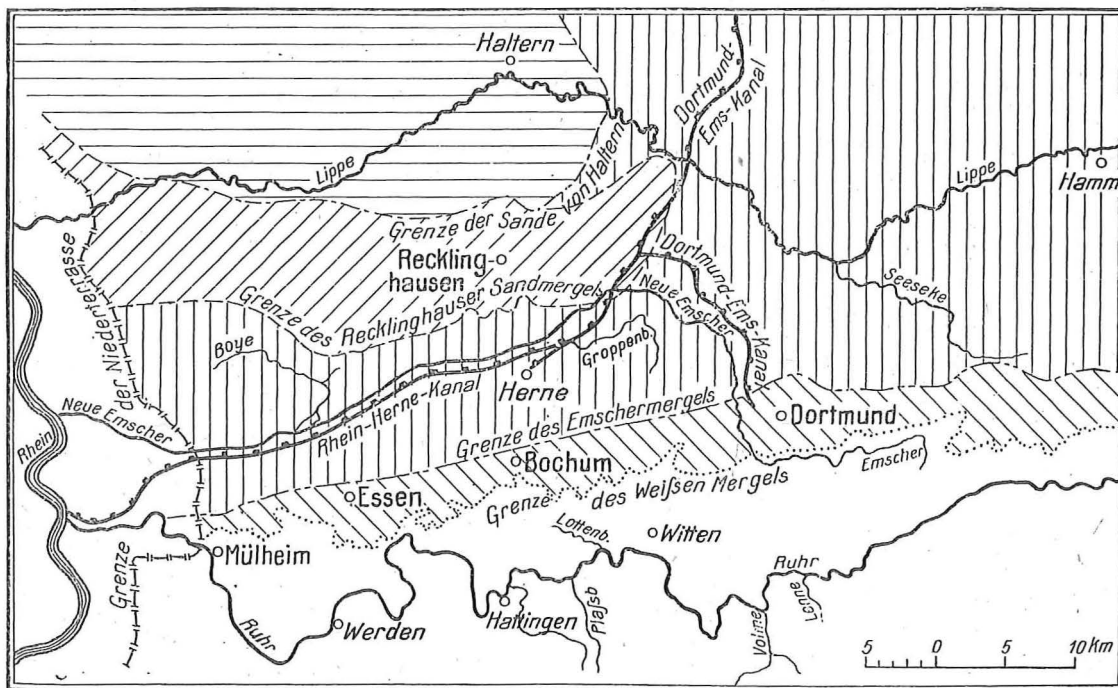 Haltern
Dortmund-
Ems-Kanal
Lippe
von Haltern
Lippe
Hamm
Grenze der Sande
Reckling-
hausen
Dortmund-Ems-Kanal
Neue Emscher
Seeseke
Grenze des Recklinghauser Sandmergels
der Niederterrasse
Boye
Groppenb.
Herne
Rhein-Herne-Kanal
Neue Emscher
Rhein
Grenze des Emschermergels
Dortmund
Bochum
Emscher
Essen
Grenze des Weißen Mergels
Lottenb.
Witten
Mülheim
Grenze
Ruhr
Lenne
Ruhr
Werden
Hattingen
Plaßb
Volme
5 0 5 10 km